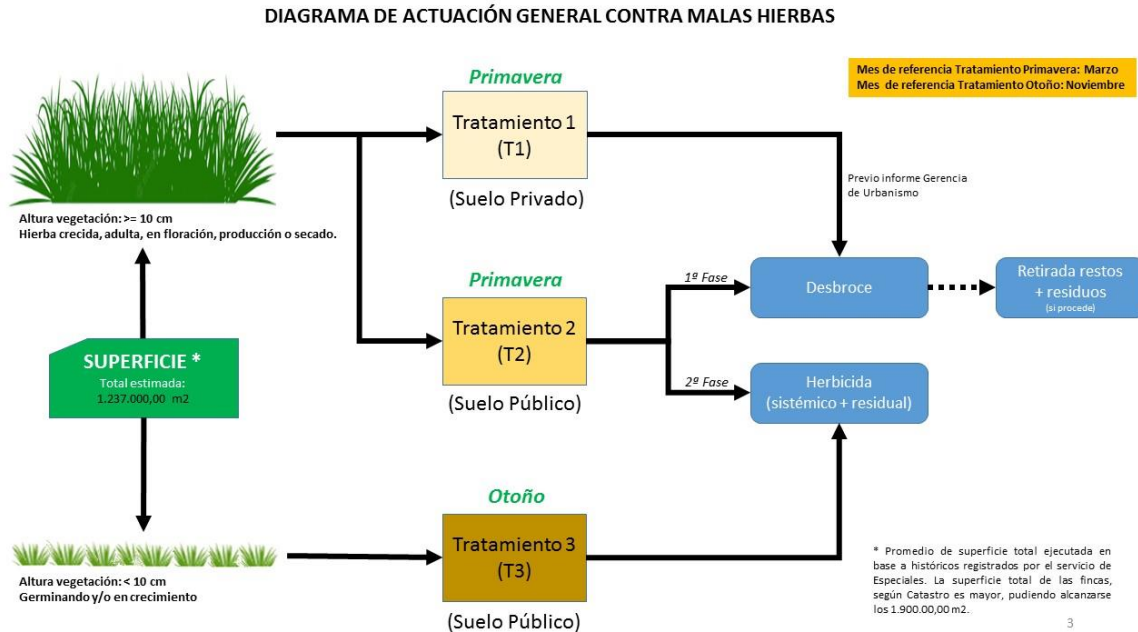 DIAGRAMA DE ACTUACIÓN GENERAL CONTRA MALAS HIERBAS
Mes de referencia Tratamiento Primavera: Marzo
Mes de referencia Tratamiento Otoño: Noviembre
Primavera
Tratamiento 1
(T1)
(Suelo Privado)
Previo informe Gerencia
de Urbanismo
Altura vegetación: >= 10 cm
Hierba crecida, adulta, en floración, producción o secado.
Primavera
Tratamiento 2
(T2)
(Suelo Público)
1ª Fase
2ª Fase
Desbroce
Retirada restos
+ residuos
(si procede)
Herbicida
(sistémico + residual)
SUPERFICIE *
Total estimada:
1.237.000,00 m2
Otoño
Tratamiento 3
(T3)
(Suelo Público)
Altura vegetación: < 10 cm
Germinando y/o en crecimiento
* Promedio de superficie total ejecutada en
base a históricos registrados por el servicio de
Especiales. La superficie total de las fincas,
según Catastro es mayor, pudiendo alcanzarse
los 1.900.00,00 m2.
3